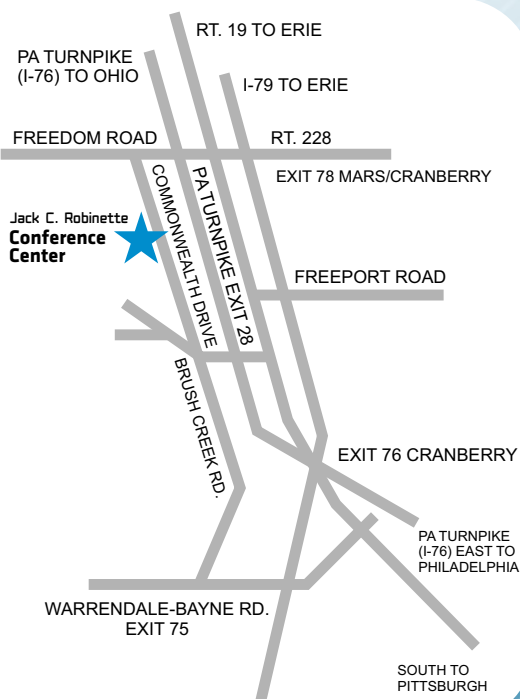 RT. 19 TO ERIE
PA TURNPIKE
(I-76) TO OHIO
I-79 TO ERIE
FREEDOM ROAD
RT. 228
EXIT 78 MARS/CRANBERRY
COMMONWEALTH DRIVE
PA TURNPIKE EXIT 28
Jack C. Robinette
Conference
Center
FREEPORT ROAD
BRUSH CREEK RD.
EXIT 76 CRANBERRY
PA TURNPIKE
(I-76) EAST TO
PHILADELPHIA
WARRENDALE-BAYNE RD.
EXIT 75
SOUTH TO
PITTSBURGH